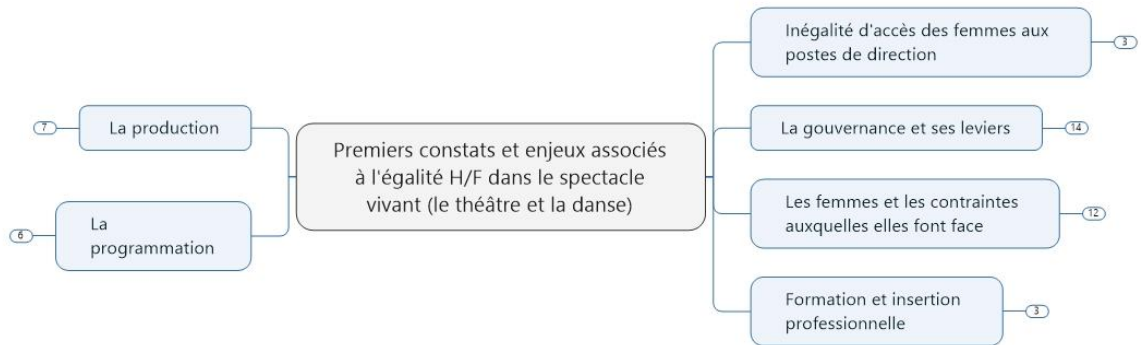 Premiers constats et enjeux associés
à l'égalité H/F dans le spectacle
vivant (le théâtre et la danse)
Inégalité d'accès des femmes aux
postes de direction
3
La gouvernance et ses leviers
14
Les femmes et les contraintes
auxquelles elles font face
12
Formation et insertion
professionnelle
3
La production
7
La
programmation
6